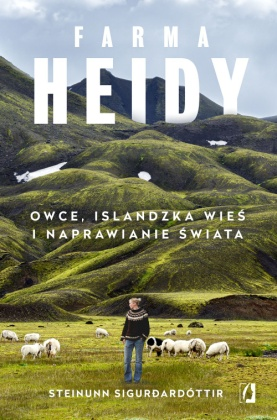 FARMA
HEIDY
OWCE, ISLANDZKA WIEŚ
I NAPRAWIANIE ŚWIATA
STEINUNN SIGURÐARDÓTTIR